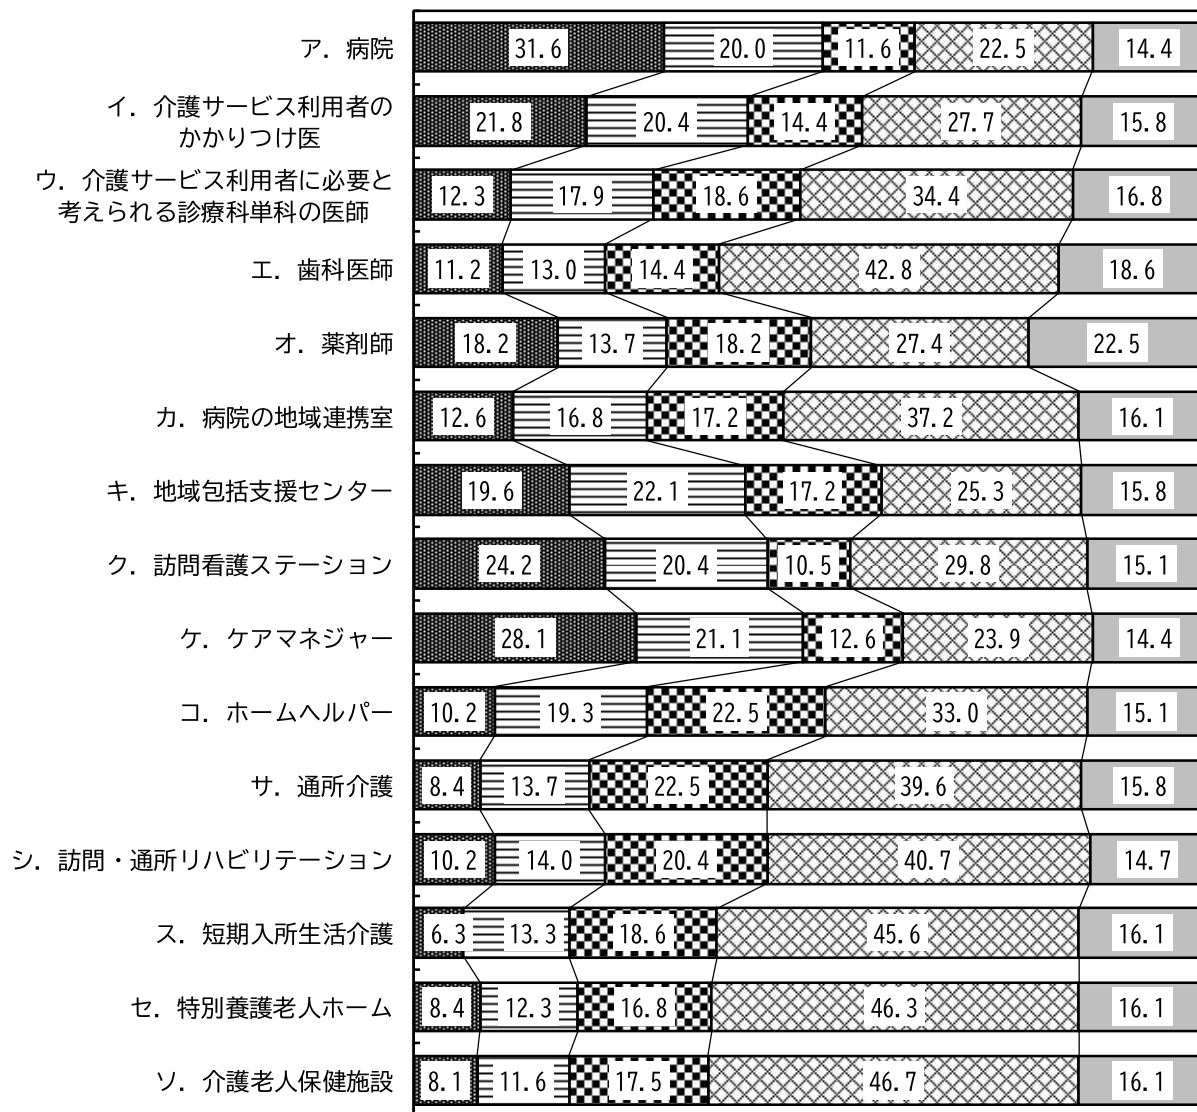 ア．病院 31.6 20.0 11.6 22.5 14.4
イ．介護サービス利用者の
かかりつけ医 21.8 20.4 14.4 27.7 15.8
ウ．介護サービス利用者に必要と
考えられる診療科単科の医師 12.3 17.9 18.6 34.4 16.8
エ．歯科医師 11.2 13.0 14.4 42.8 18.6
オ．薬剤師 18.2 13.7 18.2 27.4 22.5
カ．病院の地域連携室 12.6 16.8 17.2 37.2 16.1
キ．地域包括支援センター 19.6 22.1 17.2 25.3 15.8
ク．訪問看護ステーション 24.2 20.4 10.5 29.8 15.1
ケ．ケアマネジャー 28.1 21.1 12.6 23.9 14.4
コ．ホームヘルパー 10.2 19.3 22.5 33.0 15.1
サ．通所介護 8.4 13.7 22.5 39.6 15.8
シ．訪問・通所リハビリテーション 10.2 14.0 20.4 40.7 14.7
ス．短期入所生活介護 6.3 13.3 18.6 45.6 16.1
セ．特別養護老人ホーム 8.4 12.3 16.8 46.3 16.1
ソ．介護老人保健施設 8.1 11.6 17.5 46.7 16.1